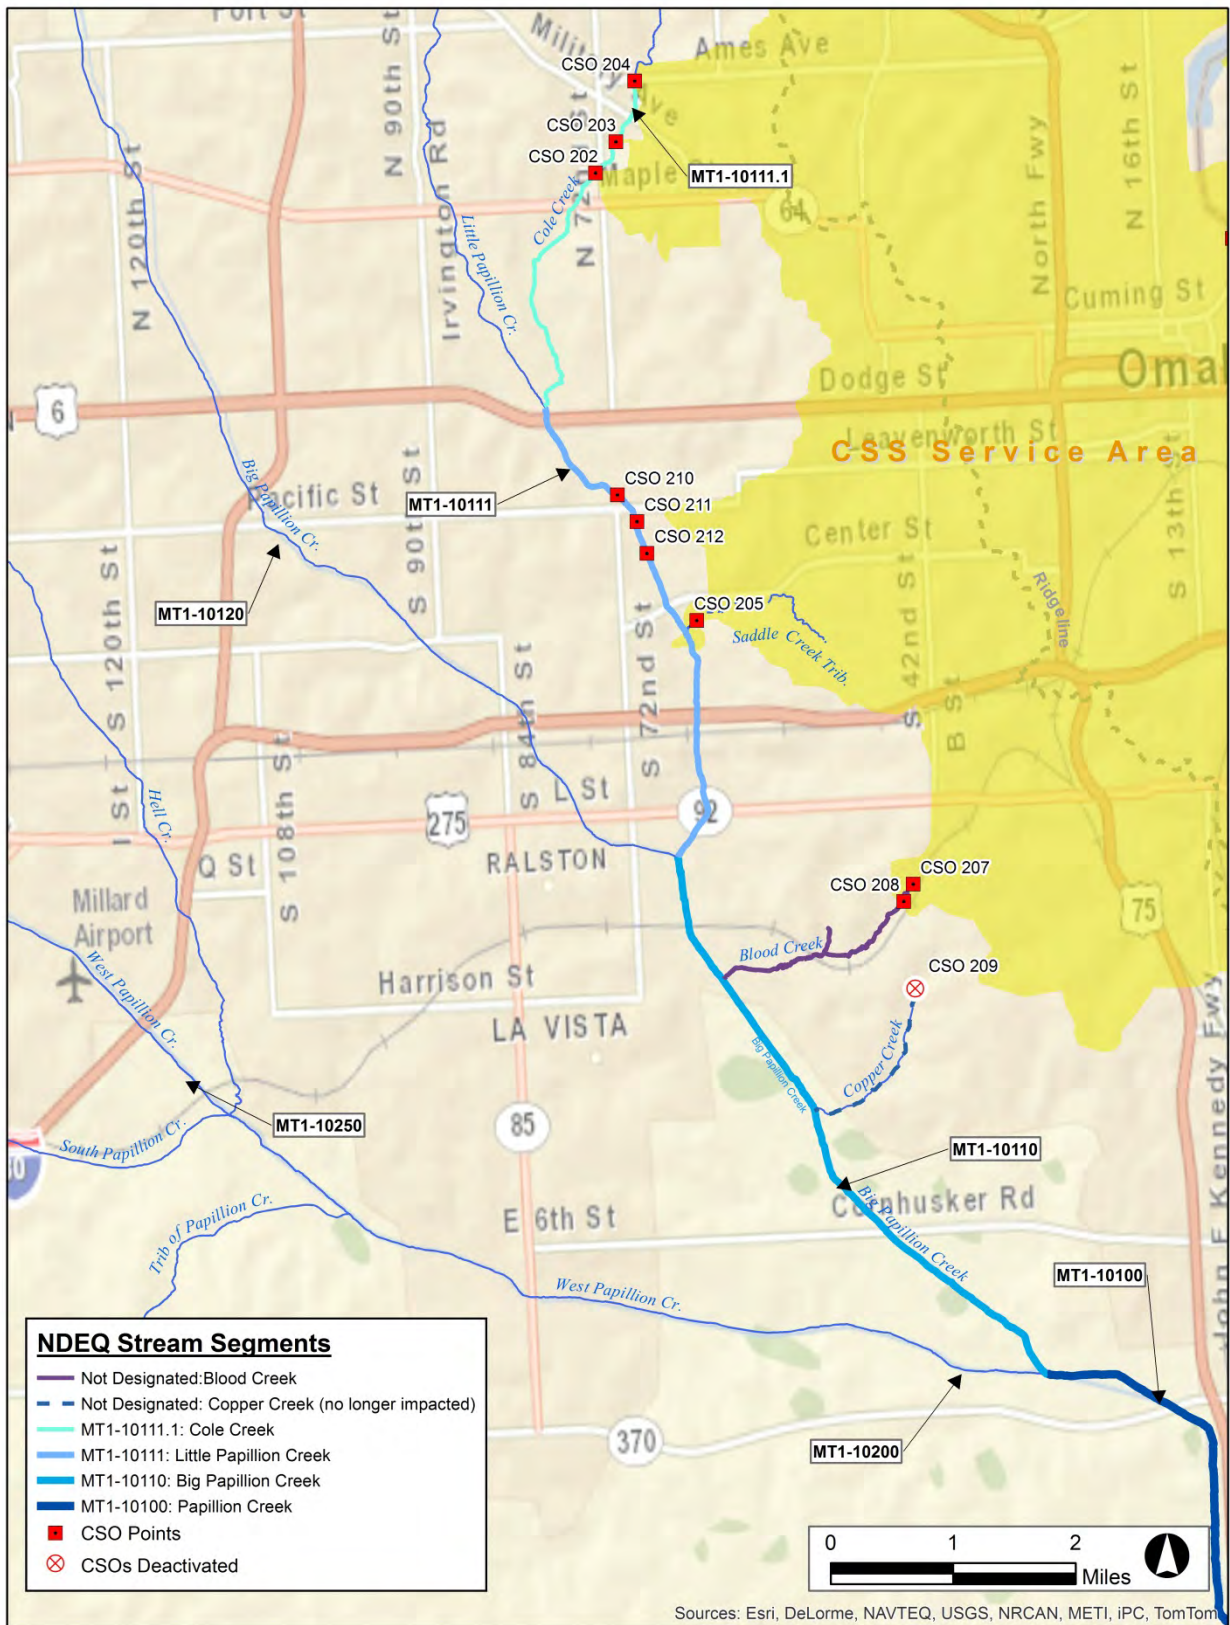 Fort St
Military Ave
Ames Ave
CSO 204
N 90th St
N 72nd St
CSO 203
CSO 202
Maple St
MT1-10111.1
N 16th St
Irvington Rd
Cole Creek
Little Papillion Cr.
64
North Fwy
N 120th St
Cuming St
Dodge St
Omal
6
Leavenworth St
CSS Service Area
Big Papillion Cr.
Pacific St
MT1-10111
CSO 210
CSO 211
CSO 212
Center St
S 13th St
S 90th St
S 120th St
MT1-10120
CSO 205
Saddle Creek Trib.
S 42nd St
Ridgeline
S 84th St
S 72nd St
B St
Hell Cr.
I St
S 108th St
L St
92
275
Q St
RALSTON
CSO 207
CSO 208
75
Millard
Airport
Blood Creek
CSO 209
Harrison St
West Papillion Cr.
LA VISTA
Copper Creek
Big Papillion Creek
John F Kennedy Fwy
MT1-10250
85
South Papillion Cr.
80
MT1-10110
Trib of Papillion Cr.
E 6th St
Cornhusker Rd
Big Papillion Creek
West Papillion Cr.
MT1-10100
370
MT1-10200
NDEQ Stream Segments
Not Designated:Blood Creek
Not Designated: Copper Creek (no longer impacted)
MT1-10111.1: Cole Creek
MT1-10111: Little Papillion Creek
MT1-10110: Big Papillion Creek
MT1-10100: Papillion Creek
CSO Points
CSOs Deactivated
0 1 2
Miles
Sources: Esri, DeLorme, NAVTEQ, USGS, NRCAN, METI, iPC, TomTom